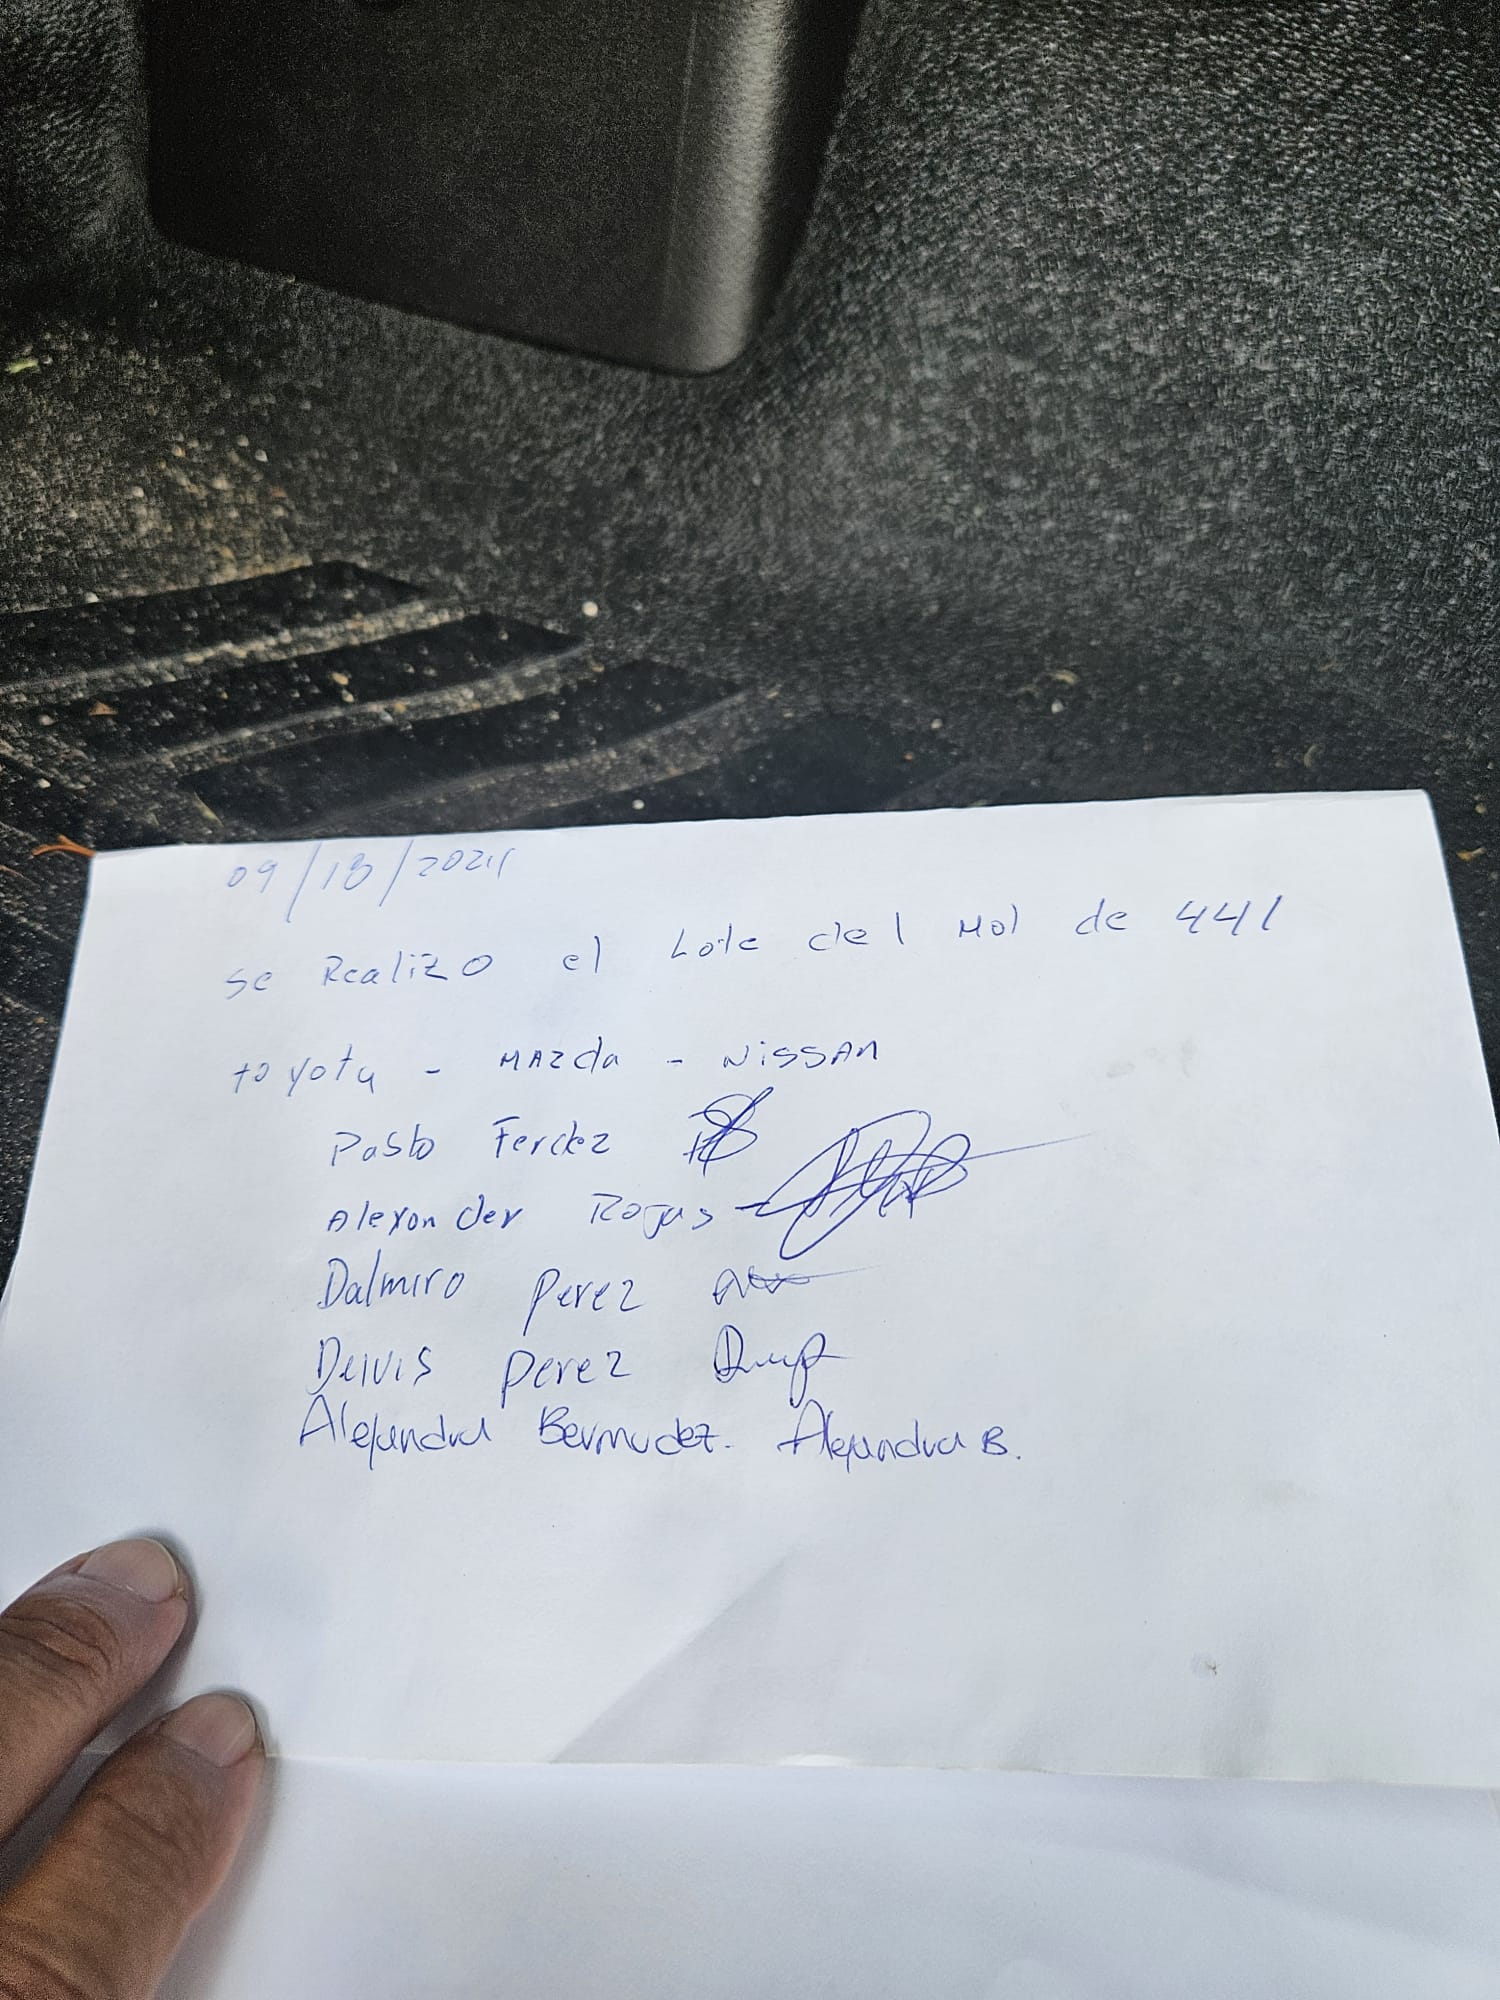 09/18/2024
se Realizo el Lote del Mol de 441
toyota - MAZda - NiSSAN
Pablo Ferdez
Alexander Rojas
Dalmiro Perez
Deivis Perez
Alejandra Bermudez. Alejandra B.